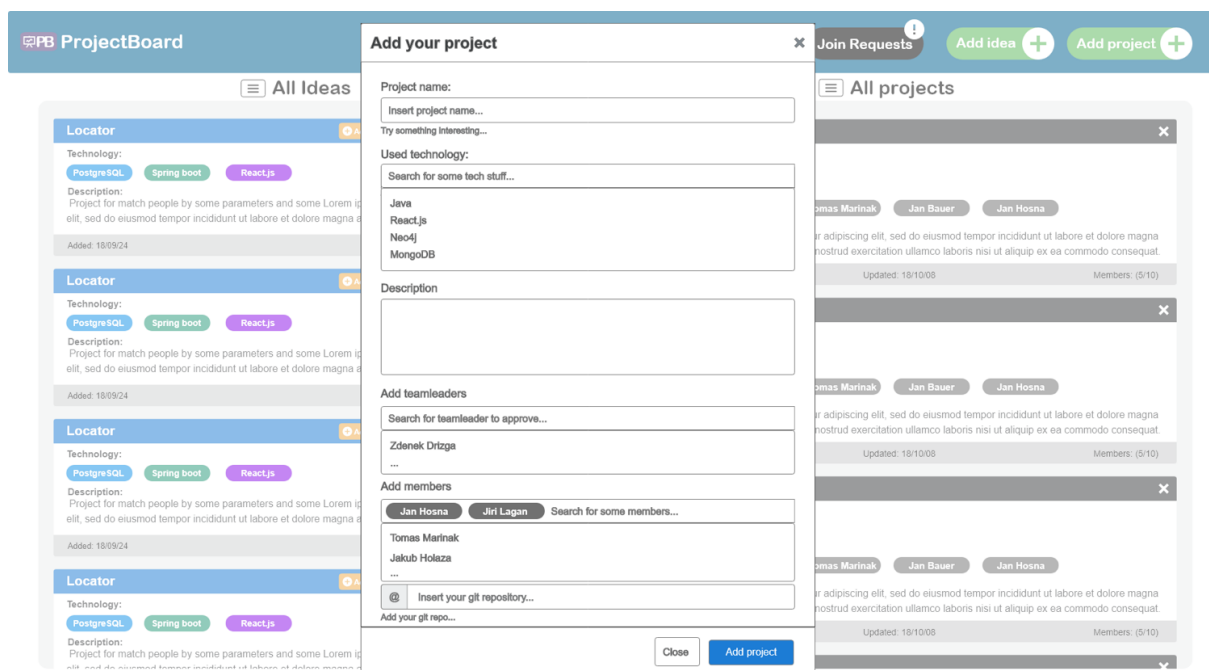 PB ProjectBoard
Join Requests
!
Add idea
Add project
All Ideas
Locator
Technology:
PostgreSQL Spring boot React.js
Description:
Project for match people by some parameters and some Lorem
elit, sed do eiusmod tempor incididunt ut labore et dolore magna
Added: 18/09/24
Locator
Technology:
PostgreSQL Spring boot React.js
Description:
Project for match people by some parameters and some Lorem
elit, sed do eiusmod tempor incididunt ut labore et dolore magna
Added: 18/09/24
Locator
Technology:
PostgreSQL Spring boot React.js
Description:
Project for match people by some parameters and some Lorem
elit, sed do eiusmod tempor incididunt ut labore et dolore magna
Added: 18/09/24
Locator
Technology:
PostgreSQL Spring boot React.js
Description:
Project for match people by some parameters and some Lorem
elit, sed do eiusmod tempor incididunt ut labore et dolore magna
Add your project
Project name:
Insert project name...
Try something interesting...
Used technology:
Search for some tech stuff...
Java
React.js
Neo4j
MongoDB
Description
Add teamleaders
Search for teamleader to approve...
Zdenek Drizga
...
Add members
Jan Hosna Jiri Lagan Search for some members...
Tomas Marinak
Jakub Holaza
...
@ Insert your git repository...
Add your git repo...
Close Add project
All projects
Marinak Jan Bauer Jan Hosna
adipiscing elit, sed do eiusmod tempor incididunt ut labore et dolore magna
nostrud exercitation ullamco laboris nisi ut aliquip ex ea commodo consequat.
Updated: 18/10/08 Members: (5/10)
Marinak Jan Bauer Jan Hosna
adipiscing elit, sed do eiusmod tempor incididunt ut labore et dolore magna
nostrud exercitation ullamco laboris nisi ut aliquip ex ea commodo consequat.
Updated: 18/10/08 Members: (5/10)
Marinak Jan Bauer Jan Hosna
adipiscing elit, sed do eiusmod tempor incididunt ut labore et dolore magna
nostrud exercitation ullamco laboris nisi ut aliquip ex ea commodo consequat.
Updated: 18/10/08 Members: (5/10)